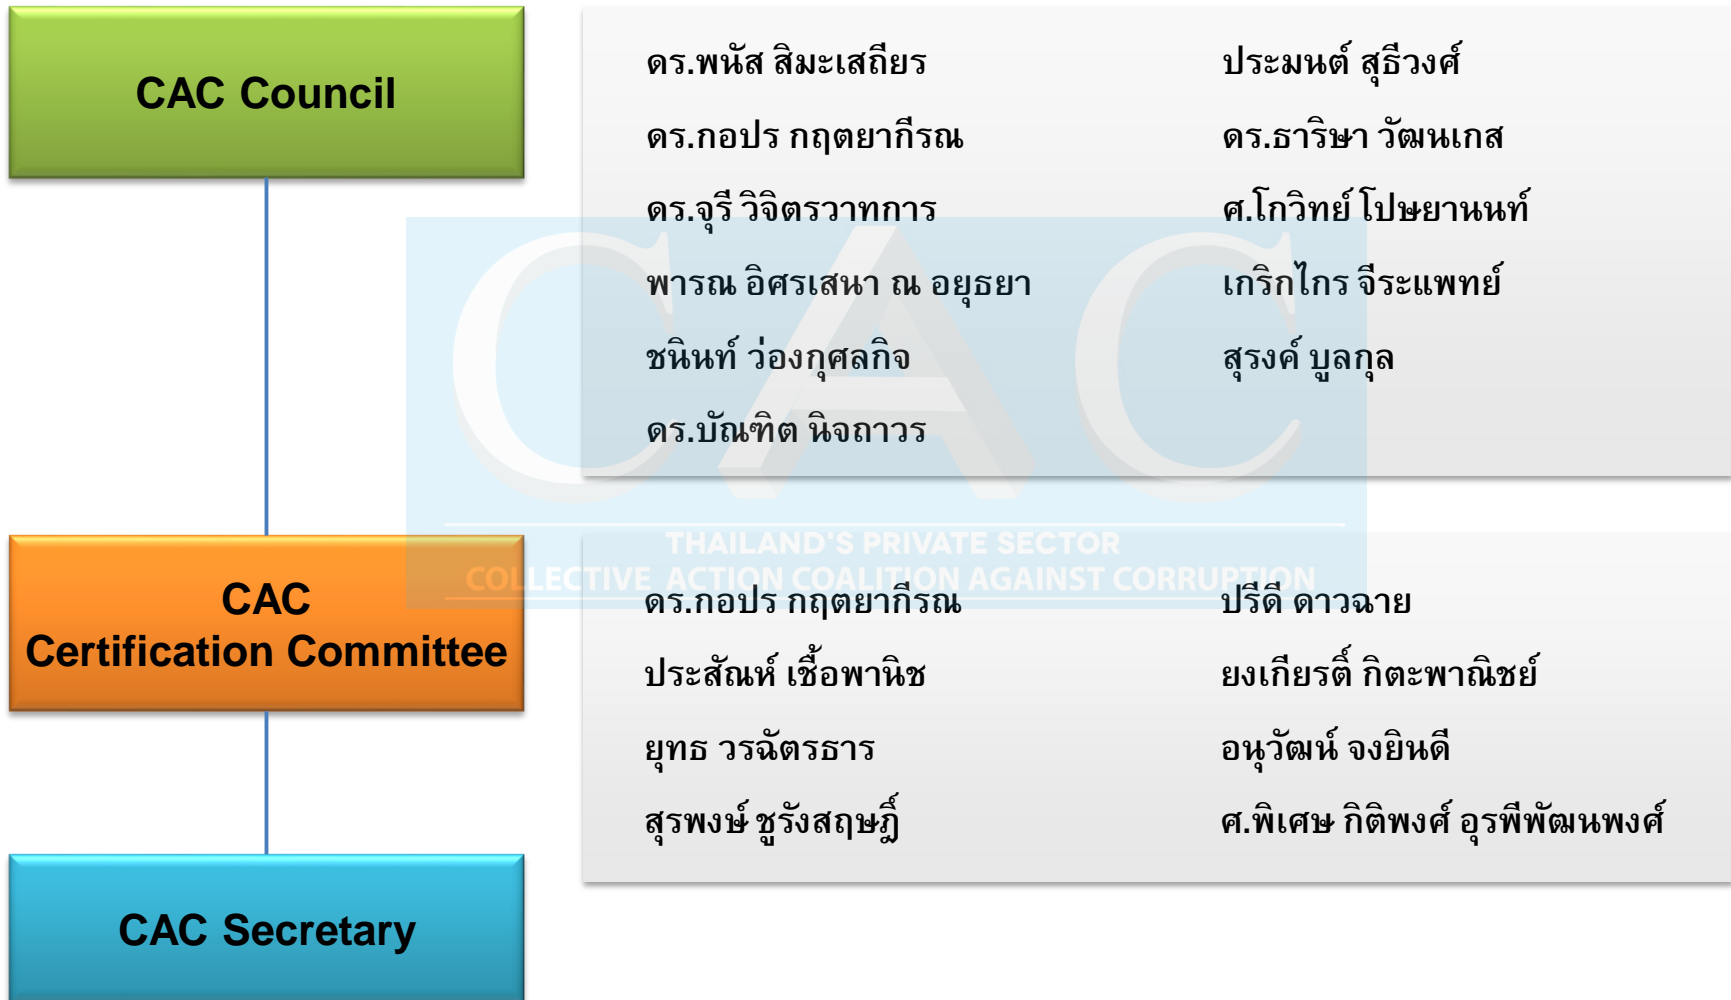 CAC Council
ดร.พนัส สิมะเสถียร
ประมนต์ สุธีวงศ์
ดร.กอปร กฤตยากีรณ
ดร.ธาริษา วัฒนเกส
ดร.จุรี วิจิตรวาทการ
ศ.โกวิทย์ โปษยานนท์
พารณ อิศรเสนา ณ อยุธยา
เกริกไกร จีระแพทย์
ชนินท์ ว่องกุศลกิจ
สุรงค์ บูลกุล
ดร.บัณฑิต นิจถาวร
CAC
THAILAND'S PRIVATE SECTOR
COLLECTIVE ACTION COALITION AGAINST CORRUPTION
CAC
Certification Committee
ดร.กอปร กฤตยากีรณ
ปรีดี ดาวฉาย
ประสัณห์ เชื้อพานิช
ยงเกียรติ์ กิตะพาณิชย์
ยุทธ วรฉัตรธาร
อนุวัฒน์ จงยินดี
สุรพงษ์ ชูรังสฤษฎิ์
ศ.พิเศษ กิติพงศ์ อุรพีพัฒนพงศ์
CAC Secretary